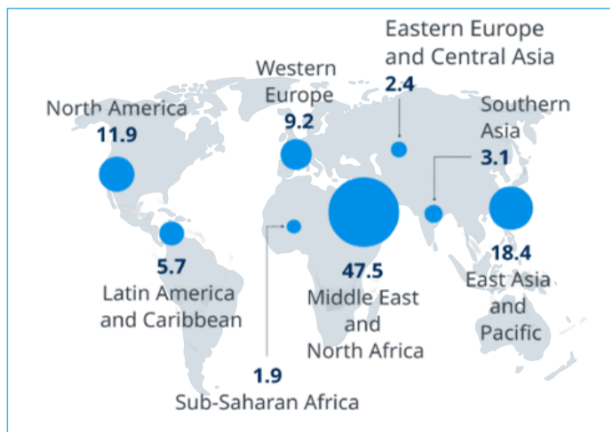 Eastern Europe
and Central Asia
2.4
Western
Europe
9.2
North America
11.9
Southern
Asia
3.1
5.7
Latin America
and Caribbean
47.5
Middle East
and
North Africa
18.4
East Asia
and
Pacific
1.9
Sub-Saharan Africa